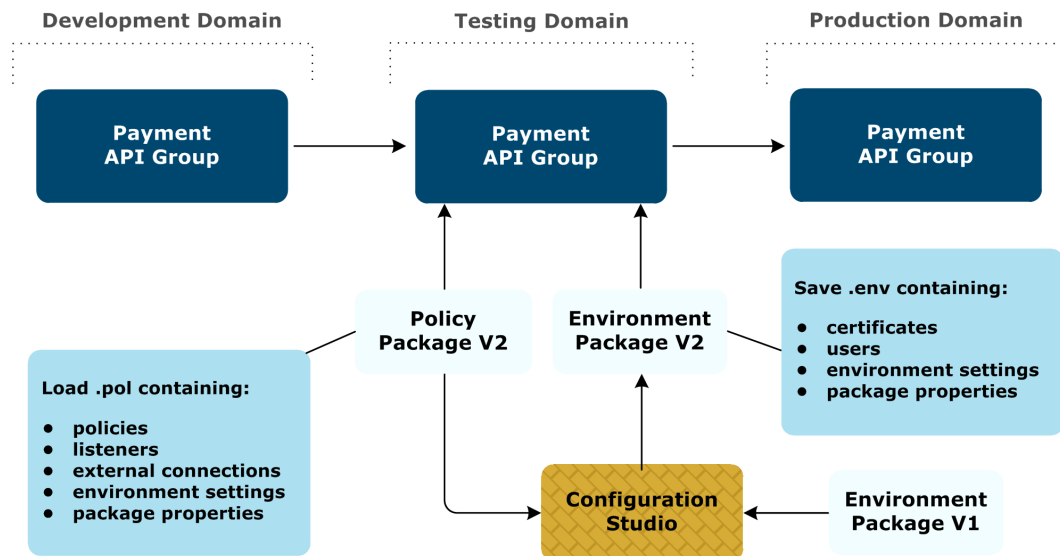 Development Domain
Testing Domain
Production Domain
Payment
API Group
Payment
API Group
Payment
API Group
Policy
Package V2
Environment
Package V2
Save .env containing:
● certificates
● users
● environment settings
● package properties
Load .pol containing:
● policies
● listeners
● external connections
● environment settings
● package properties
Configuration
Studio
Environment
Package V1